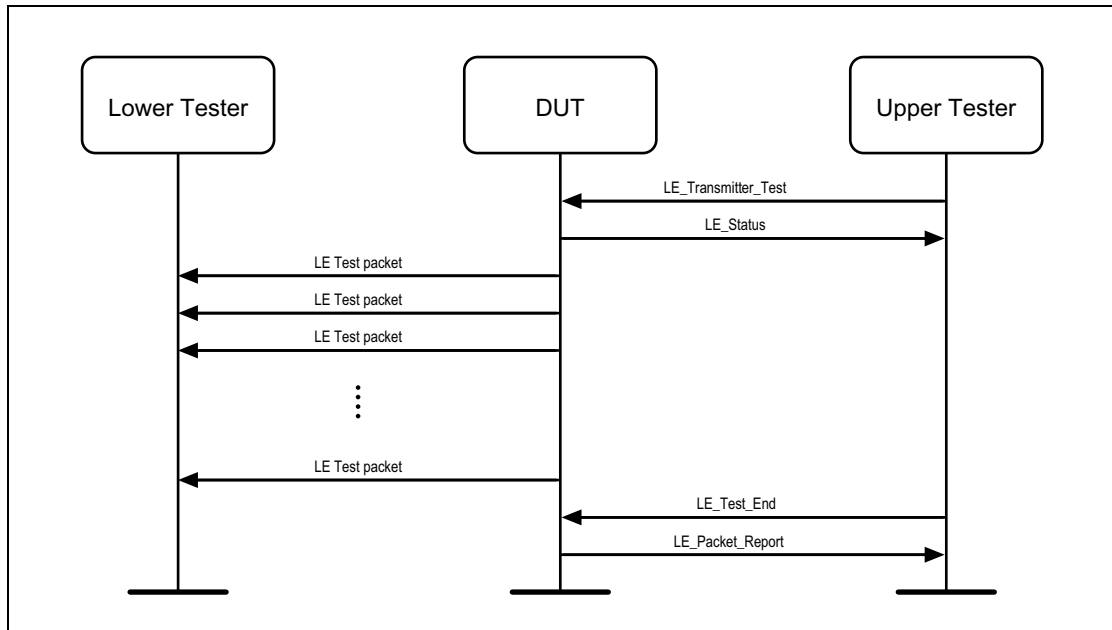 Lower Tester
DUT
Upper Tester
LE_Transmitter_Test
LE_Status
LE Test packet
LE Test packet
LE Test packet
LE Test packet
LE_Test_End
LE_Packet_Report